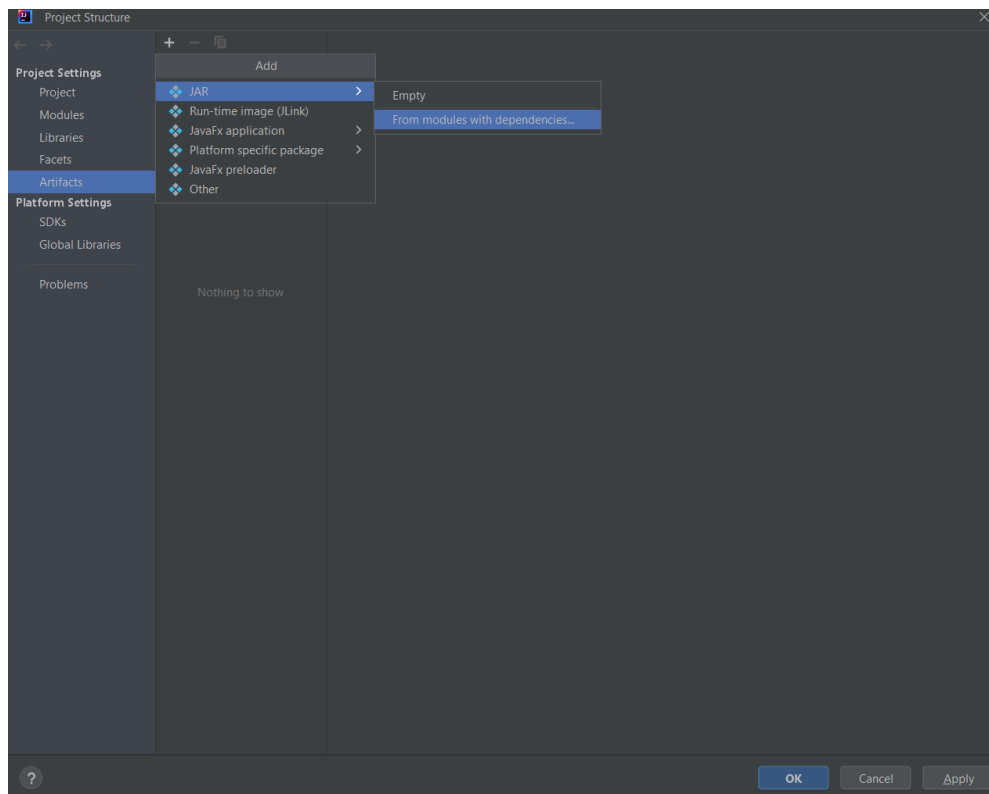 Project Structure
Project Settings
Project
Modules
Libraries
Facets
Artifacts
Platform Settings
SDKs
Global Libraries
Problems
Add
JAR
Run-time image (JLink)
JavaFx application
Platform specific package
JavaFx preloader
Other
Empty
From modules with dependencies...
Nothing to show
?
OK
Cancel
Apply